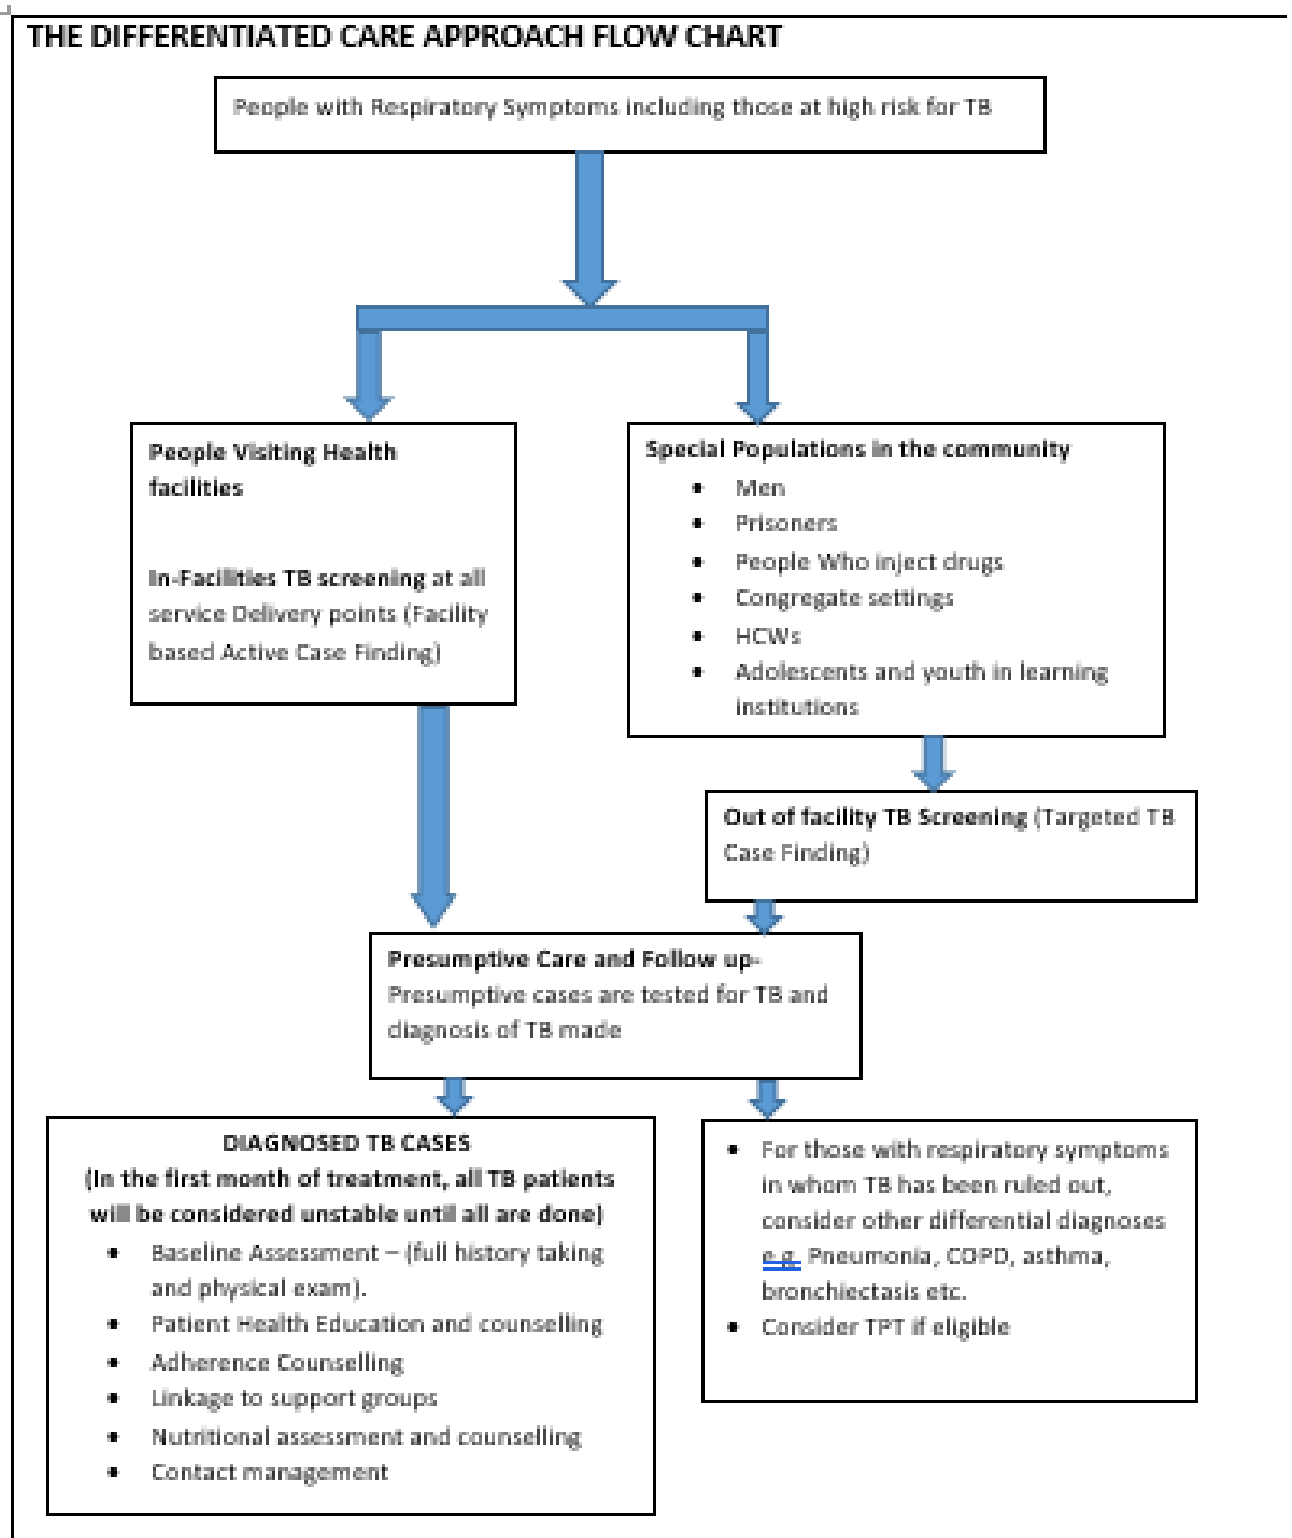 THE DIFFERENTIATED CARE APPROACH FLOW CHART
People with Respiratory Symptoms including those at high risk for TB
People Visiting Health
facilities
In-Facilities TB screening at all
service Delivery points (Facility
based Active Case Finding)
Special Populations in the community
• Men
• Prisoners
• People Who inject drugs
• Congregate settings
• HCWs
• Adolescents and youth in learning
institutions
Out of facility TB Screening (Targeted TB
Case Finding)
Presumptive Care and Follow up-
Presumptive cases are tested for TB and
diagnosis of TB made
DIAGNOSED TB CASES
(In the first month of treatment, all TB patients
will be considered unstable until all are done)
• Baseline Assessment – (full history taking
and physical exam).
• Patient Health Education and counselling
• Adherence Counselling
• Linkage to support groups
• Nutritional assessment and counselling
• Contact management
• For those with respiratory symptoms
in whom TB has been ruled out,
consider other differential diagnoses
e.g. Pneumonia, COPD, asthma,
bronchiectasis etc.
• Consider TPT if eligible